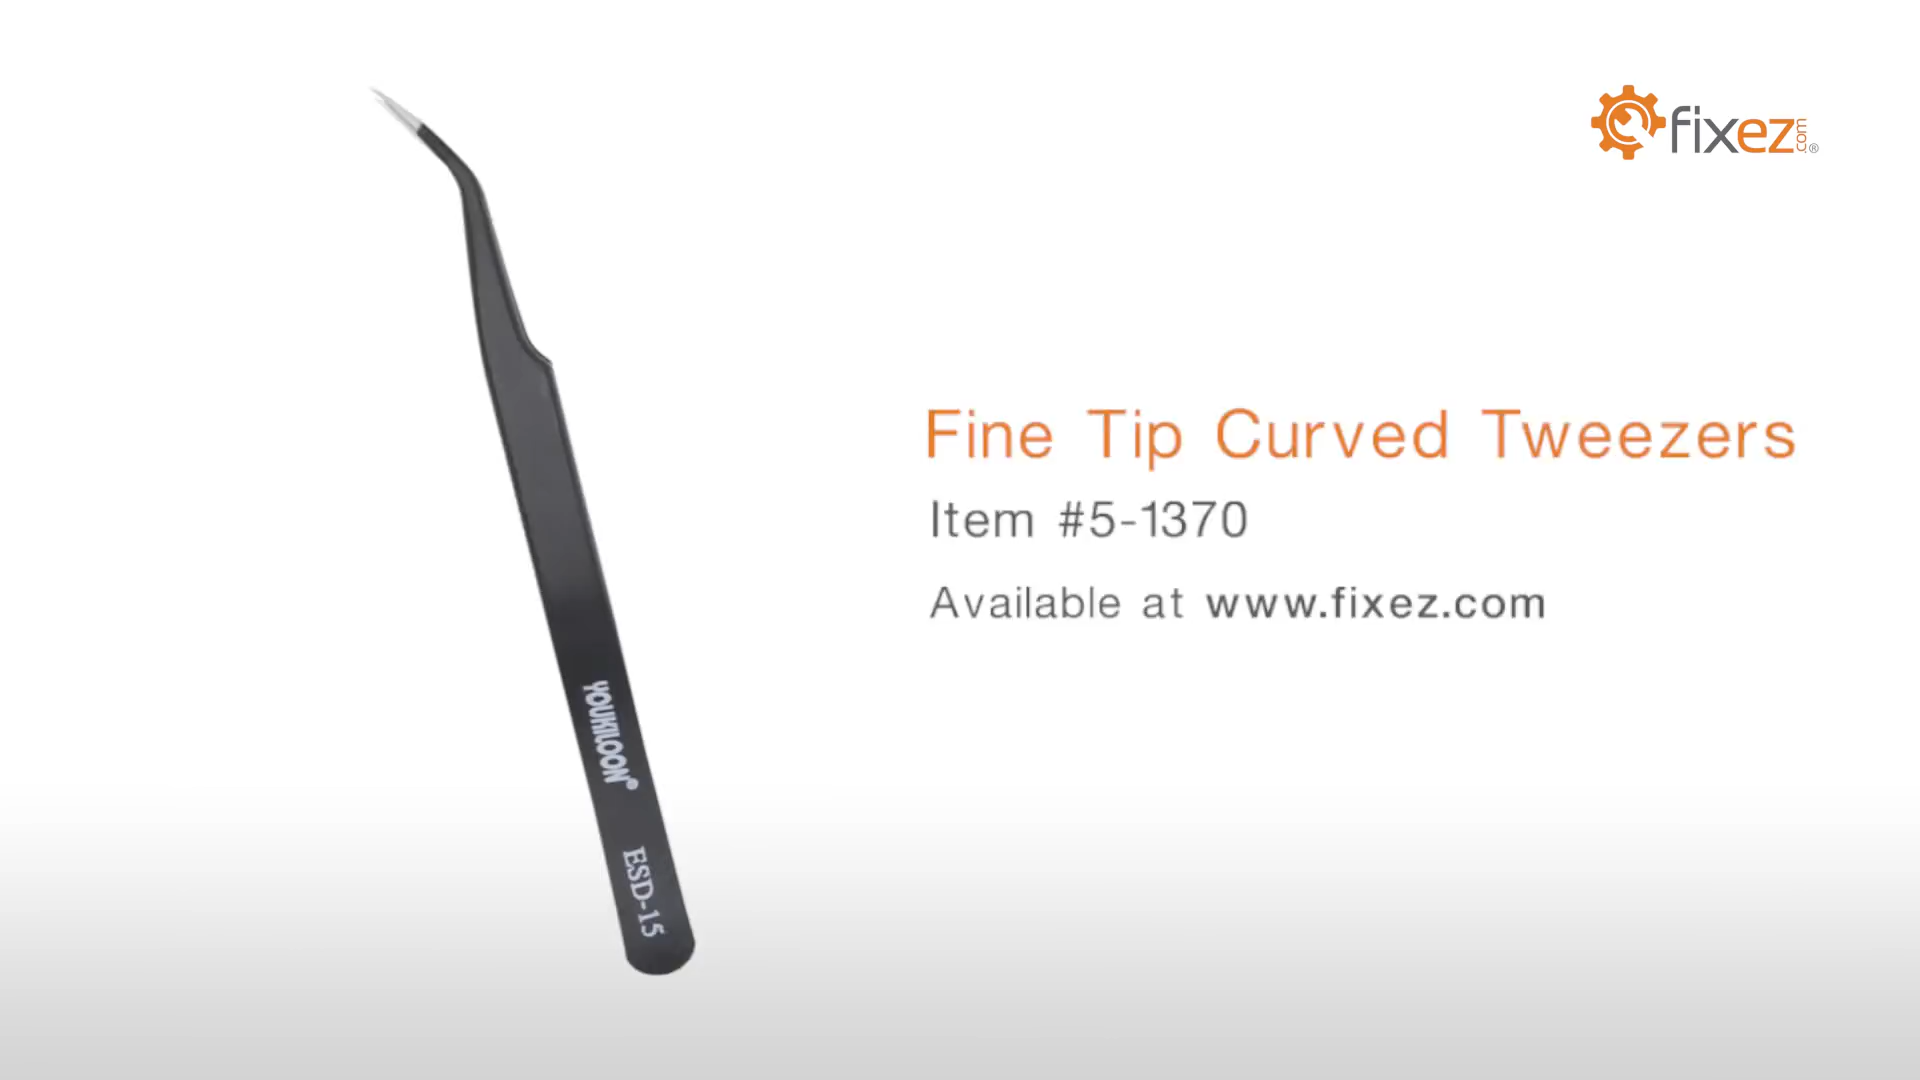 fixez.com®
Fine Tip Curved Tweezers
Item #5-1370
Available at www.fixez.com
YOUKILOON®
ESD-15